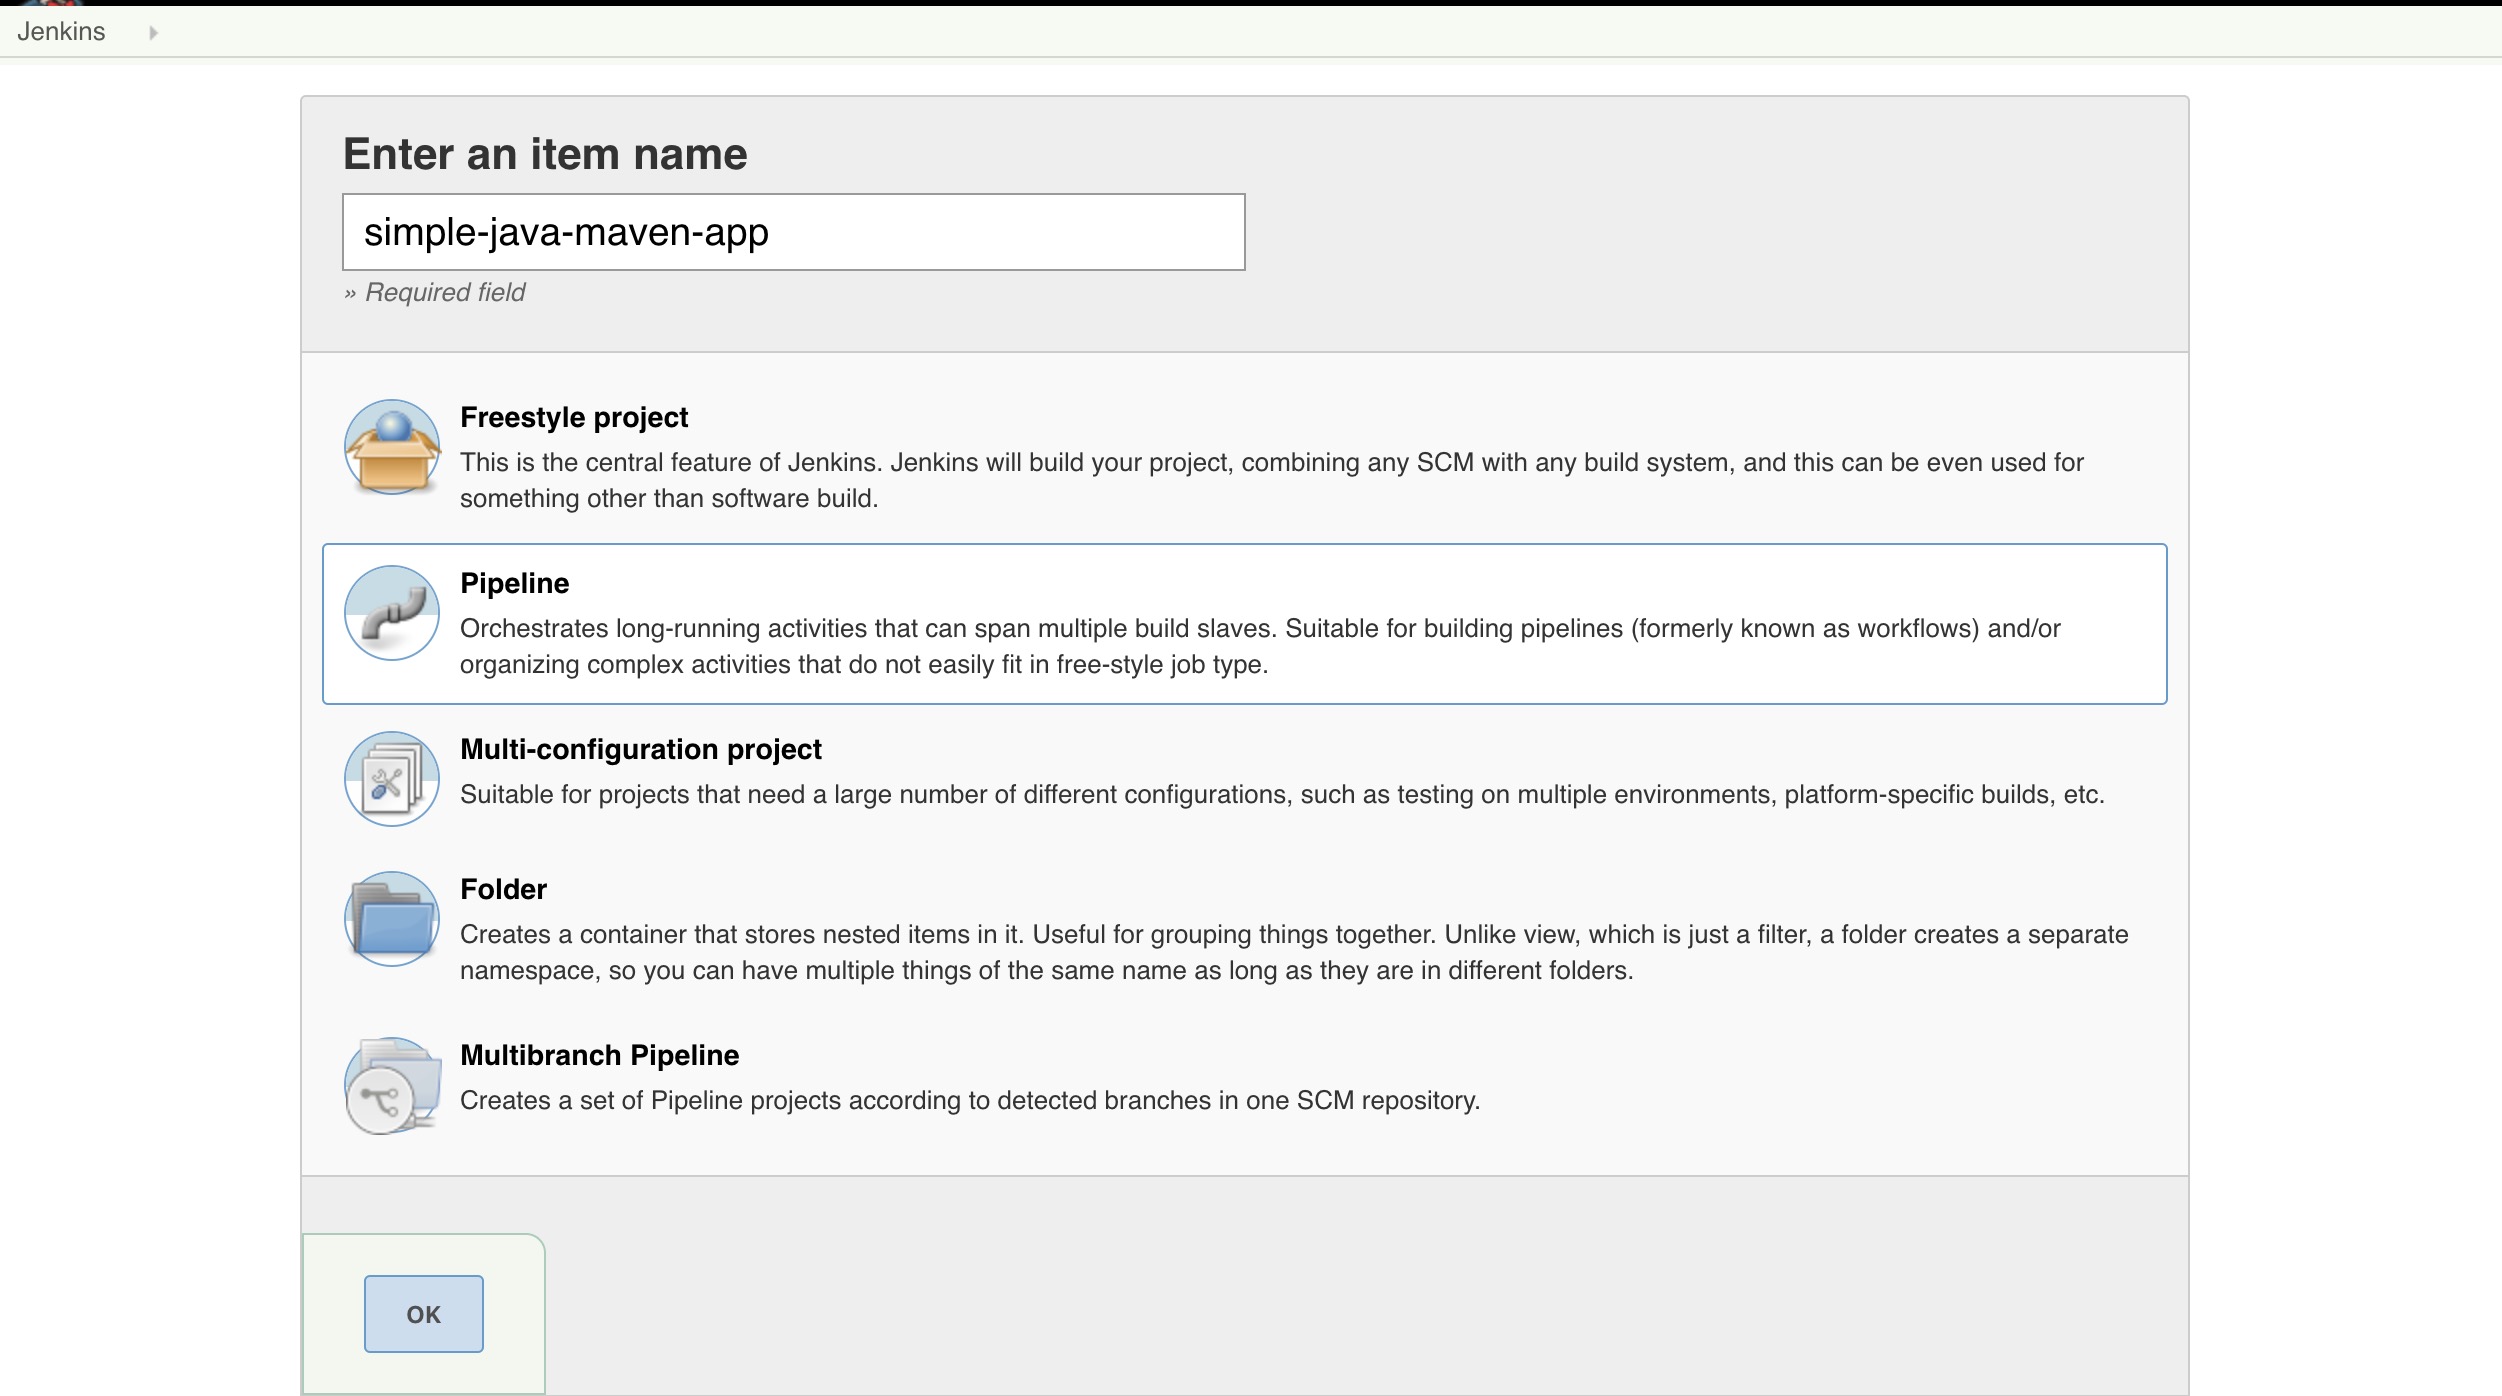 Jenkins
Enter an item name
simple-java-maven-app
» Required field
Freestyle project
This is the central feature of Jenkins. Jenkins will build your project, combining any SCM with any build system, and this can be even used for
something other than software build.
Pipeline
Orchestrates long-running activities that can span multiple build slaves. Suitable for building pipelines (formerly known as workflows) and/or
organizing complex activities that do not easily fit in free-style job type.
Multi-configuration project
Suitable for projects that need a large number of different configurations, such as testing on multiple environments, platform-specific builds, etc.
Folder
Creates a container that stores nested items in it. Useful for grouping things together. Unlike view, which is just a filter, a folder creates a separate
namespace, so you can have multiple things of the same name as long as they are in different folders.
Multibranch Pipeline
Creates a set of Pipeline projects according to detected branches in one SCM repository.
OK